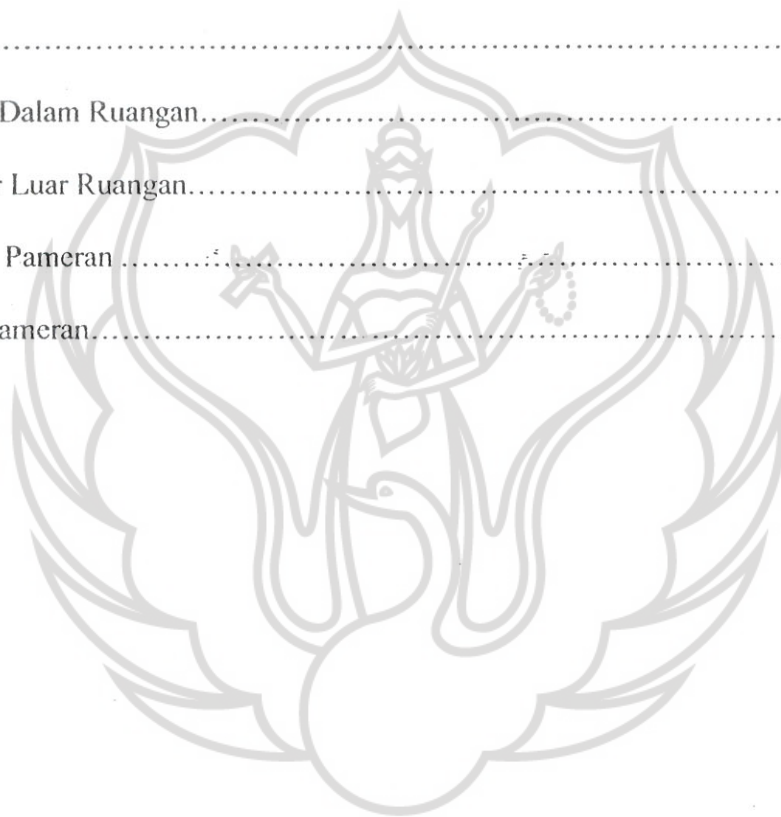 ................................................................................
Dalam Ruangan................................................................................
Luar Ruangan................................................................................
Pameran ................................................................................
ameran................................................................................